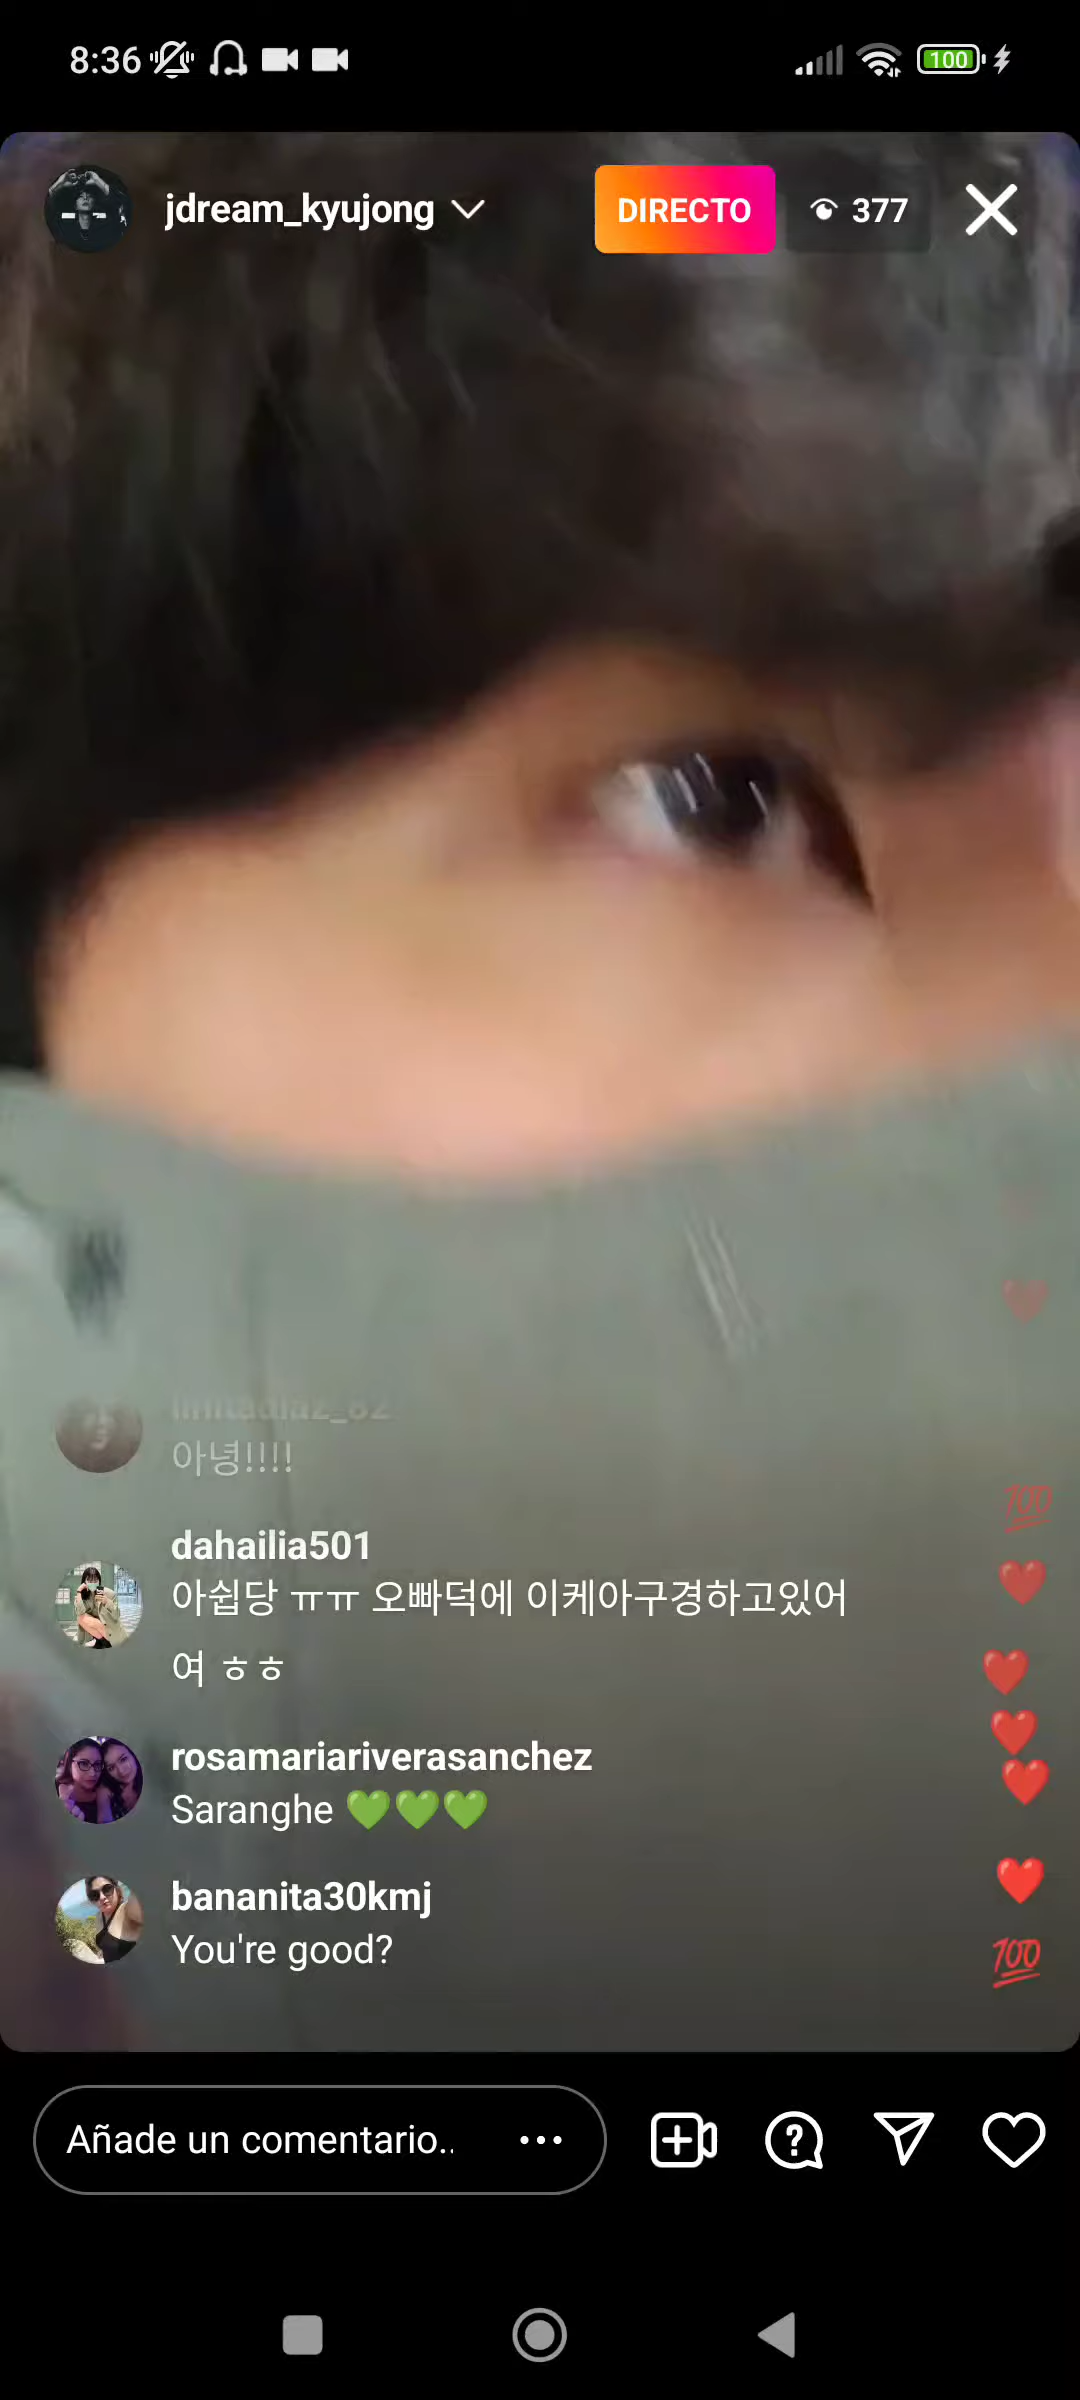 8:36
100
jdream_kyujong
DIRECTO
377
linitadiaz_82
아녕!!!!
dahailia501
아쉽당 ㅠㅠ 오빠덕에 이케아구경하고있어
여 ㅎㅎ
rosamariariverasanchez
Saranghe 💚💚💚
bananita30kmj
You're good?
Añade un comentario..